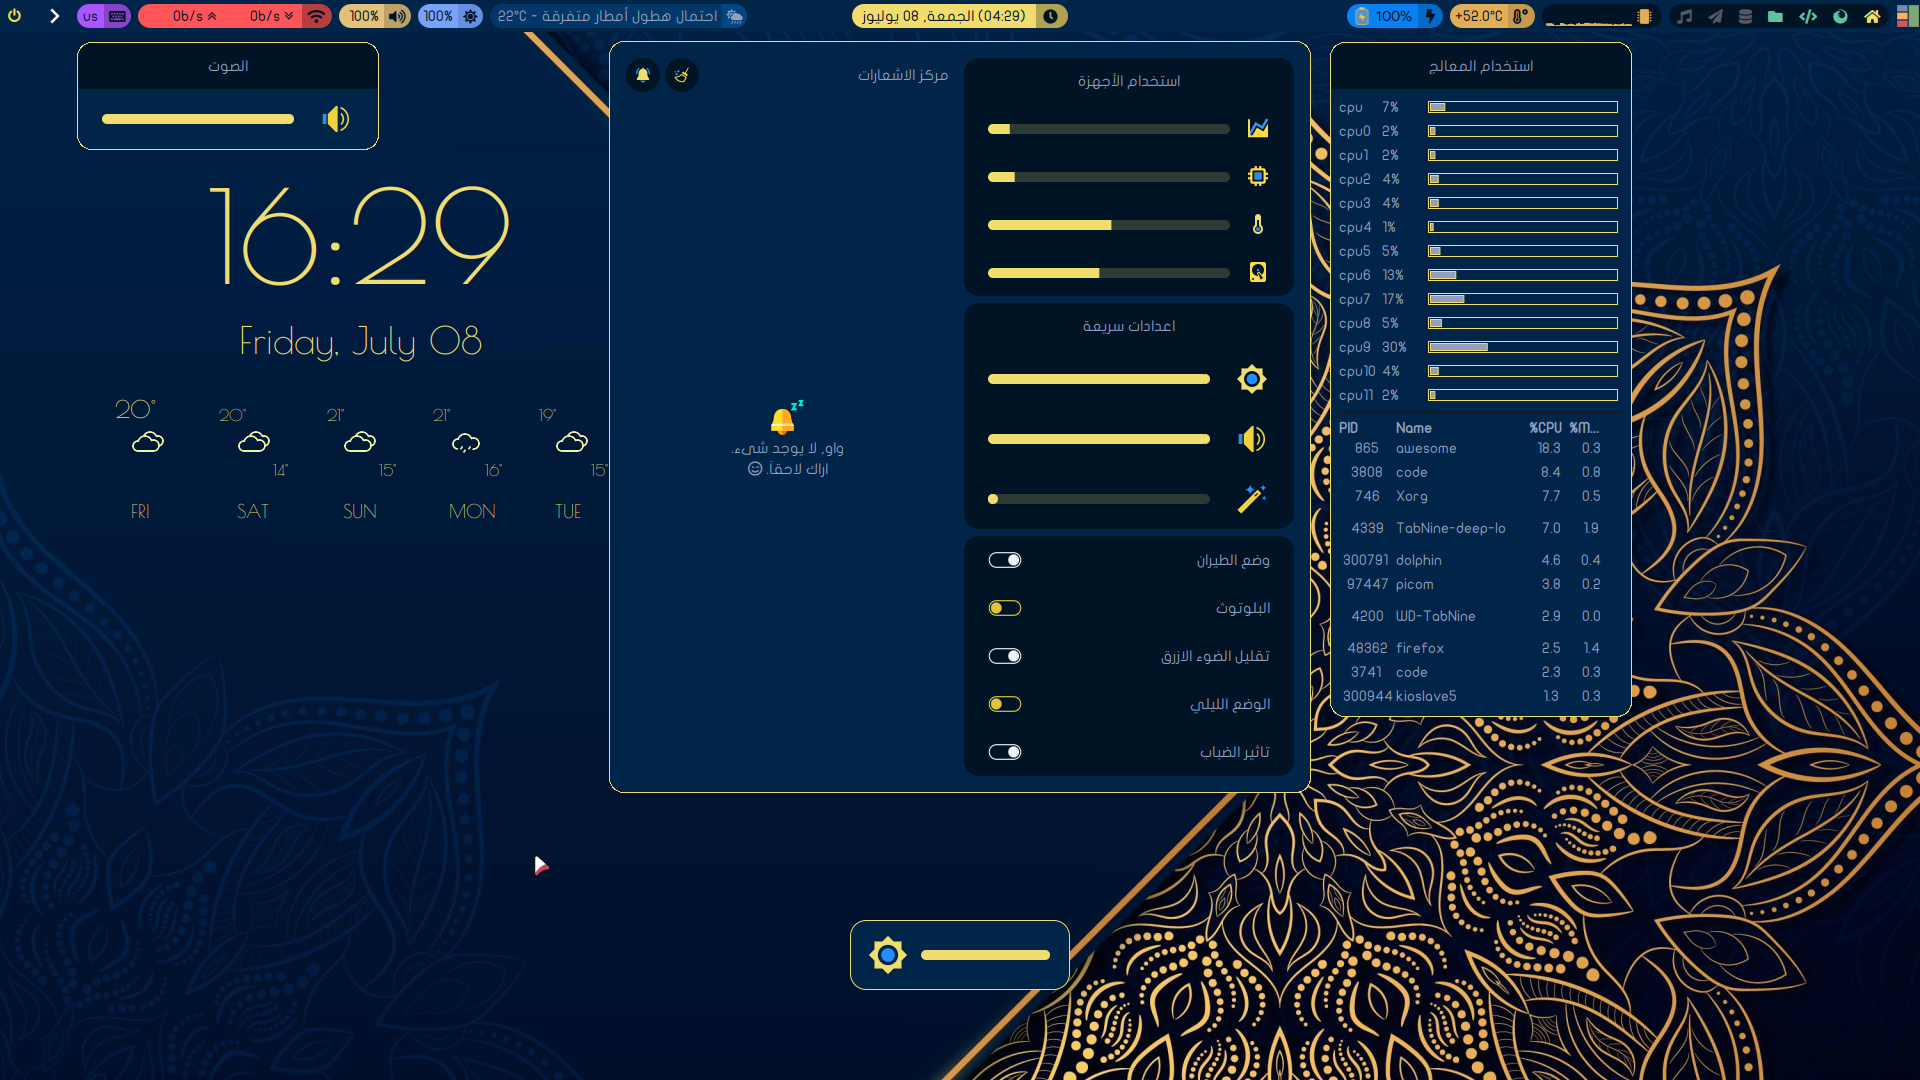 us
0b/s
0b/s
100%
100%
22°C - احتمال هطول أمطار متفرقة
(04:29) الجمعة, 08 يوليوز
100%
+52.0°C
الصوت
16:29
Friday, July 08
20°
20° 14°
21° 15°
21° 16°
19° 15°
FRI SAT SUN MON TUE
مركز الاشعارات
واو, لا يوجد شيء.
اراك لاحقاً. ☺
استخدام الأجهزة
اعدادات سريعة
وضع الطيران
البلوتوث
تقليل الضوء الازرق
الوضع الليلي
تاثير الضباب
استخدام المعالج
cpu 7%
cpu0 2%
cpu1 2%
cpu2 4%
cpu3 4%
cpu4 1%
cpu5 5%
cpu6 13%
cpu7 17%
cpu8 5%
cpu9 30%
cpu10 4%
cpu11 2%
PID Name %CPU %M...
865 awesome 18.3 0.3
3808 code 8.4 0.8
746 Xorg 7.7 0.5
4339 TabNine-deep-lo 7.0 1.9
300791 dolphin 4.6 0.4
97447 picom 3.8 0.2
4200 WD-TabNine 2.9 0.0
48362 firefox 2.5 1.4
3741 code 2.3 0.3
300944 kioslave5 1.3 0.3